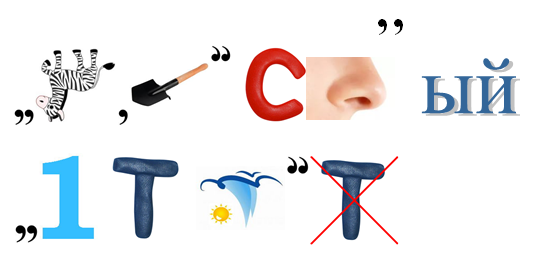 ,, , “ С ,, ый
,, 1 Т “ Т